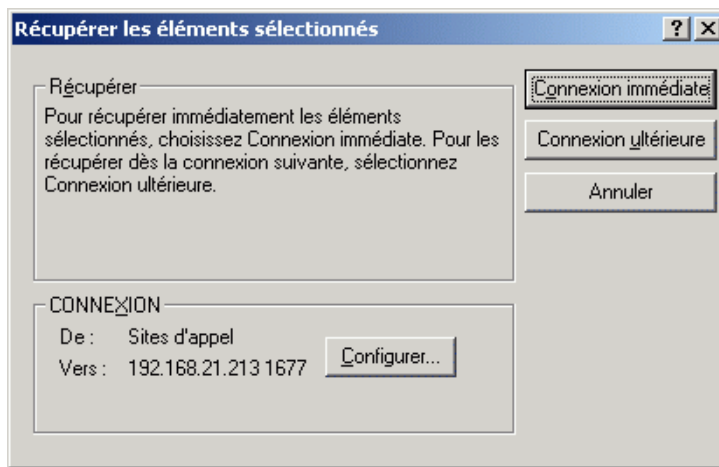 Récupérer les éléments sélectionnés
Récupérer
Pour récupérer immédiatement les éléments
sélectionnés, choisissez Connexion immédiate. Pour les
récupérer dès la connexion suivante, sélectionnez
Connexion ultérieure.
Connexion immédiate
Connexion ultérieure
Annuler
CONNEXION
De : Sites d'appel
Vers : 192.168.21.213 1677
Configurer...